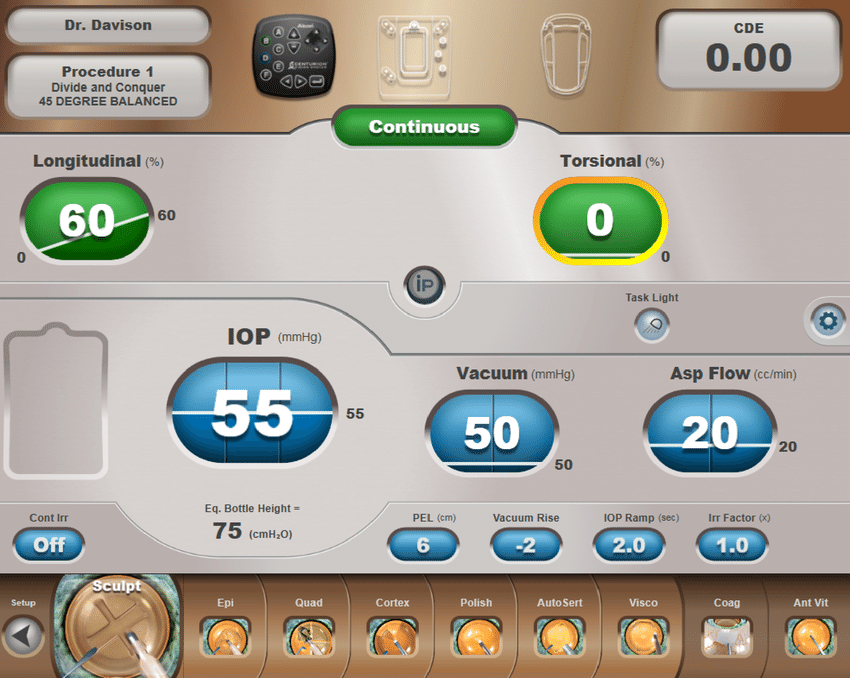 Dr. Davison
Procedure 1
Divide and Conquer
45 DEGREE BALANCED
Alcon
A
B
C
D
E
F
CENTURION
CDE
0.00
Continuous
Longitudinal (%)
60
60
0
Torsional (%)
0
0
iP
Task Light
IOP (mmHg)
55
55
Vacuum (mmHg)
50
50
Asp Flow (cc/min)
20
20
Eq. Bottle Height =
75 (cmH₂O)
Cont Irr
Off
PEL (cm)
6
Vacuum Rise
-2
IOP Ramp (sec)
2.0
Irr Factor (x)
1.0
Setup
Sculpt
Epi
Quad
Cortex
Polish
AutoSert
Visco
Coag
Ant Vit